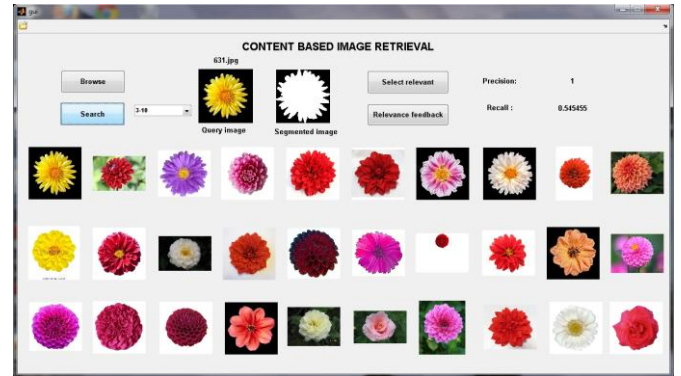 gui
CONTENT BASED IMAGE RETRIEVAL
631.jpg
Browse
Select relevant
Precision: 1
Search
3-10
Relevance feedback
Recall : 0.545455
Query image
Segmented image